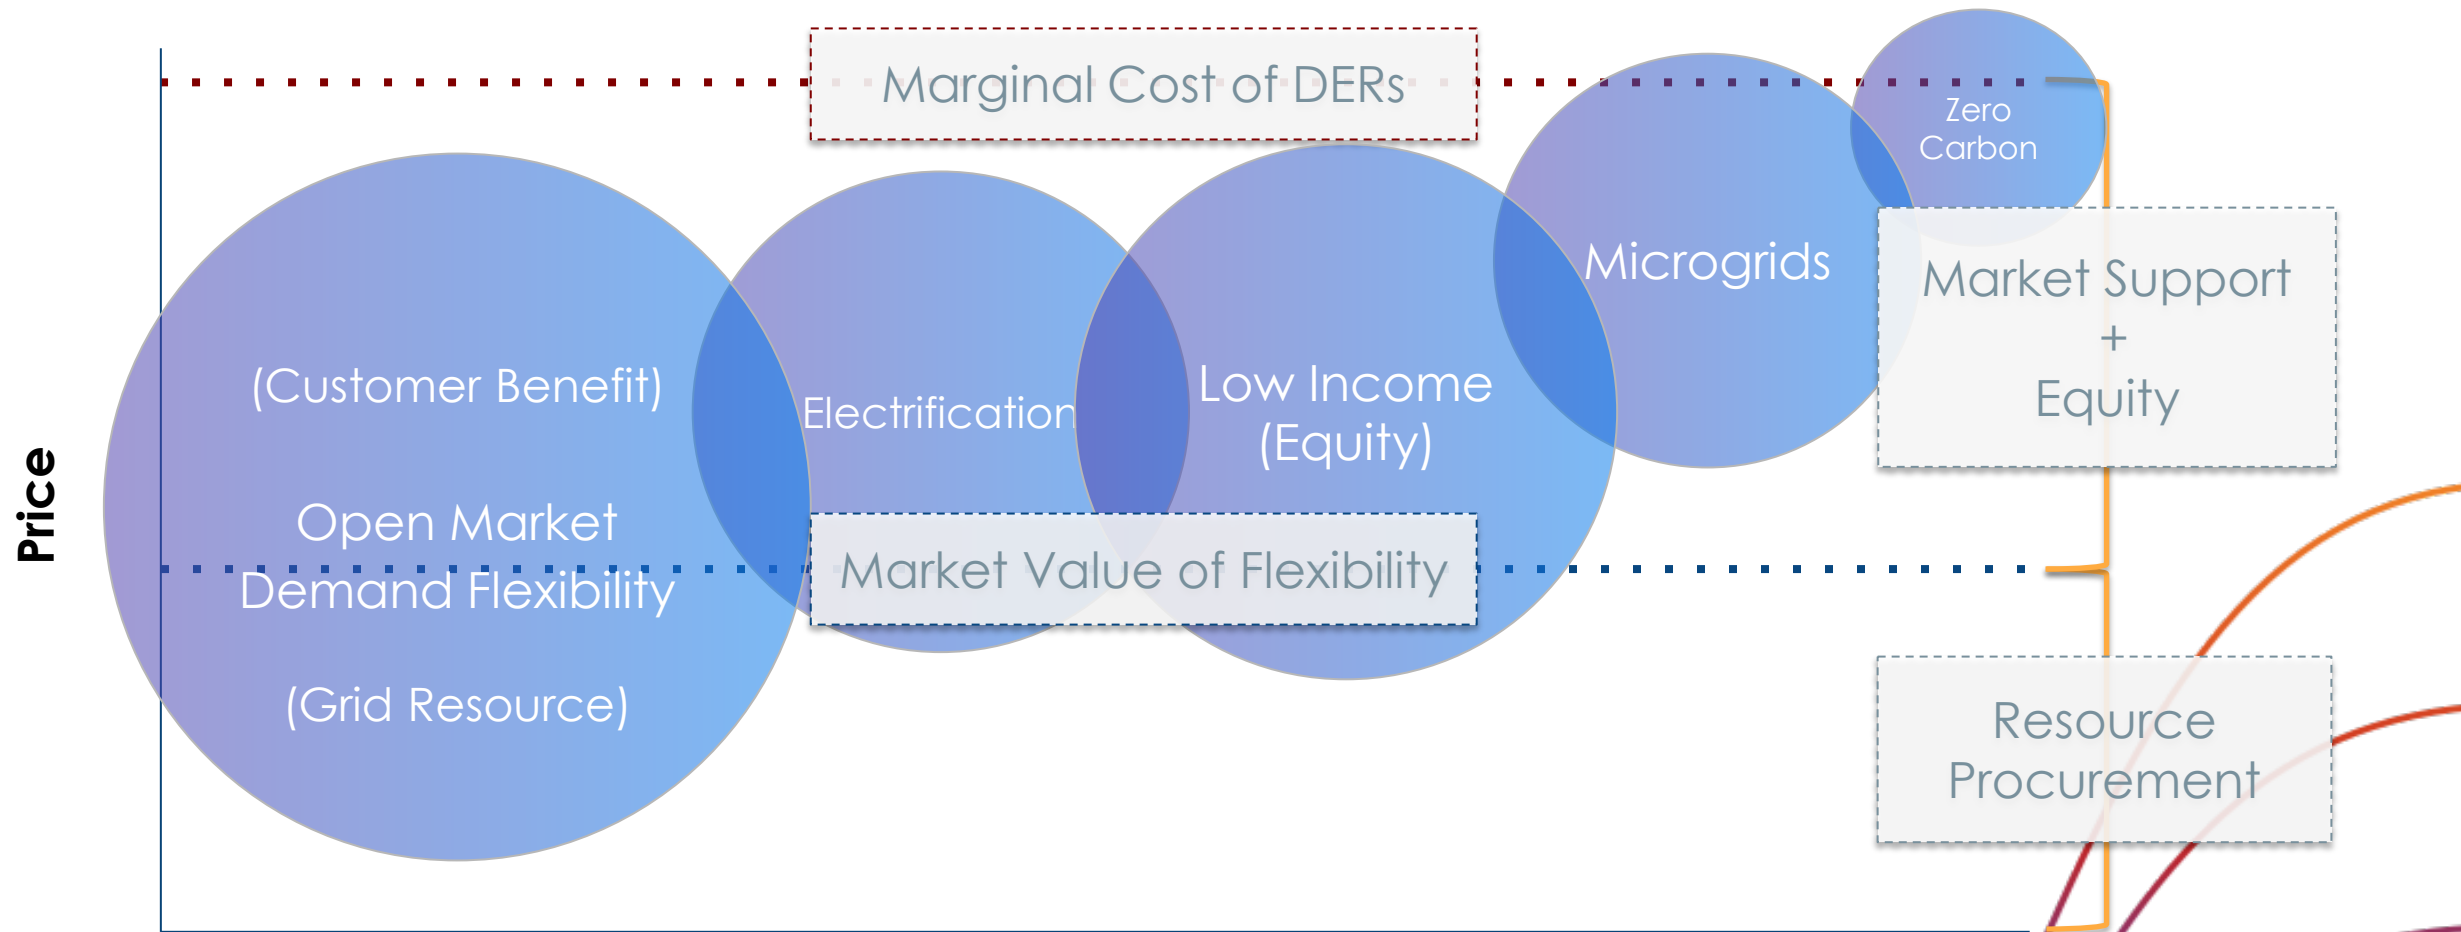 Marginal Cost of DERs
Zero
Carbon
Microgrids
Market Support
+
Equity
(Customer Benefit)
Open Market
Demand Flexibility
(Grid Resource)
Electrification
Low Income
(Equity)
Market Value of Flexibility
Resource
Procurement
Price